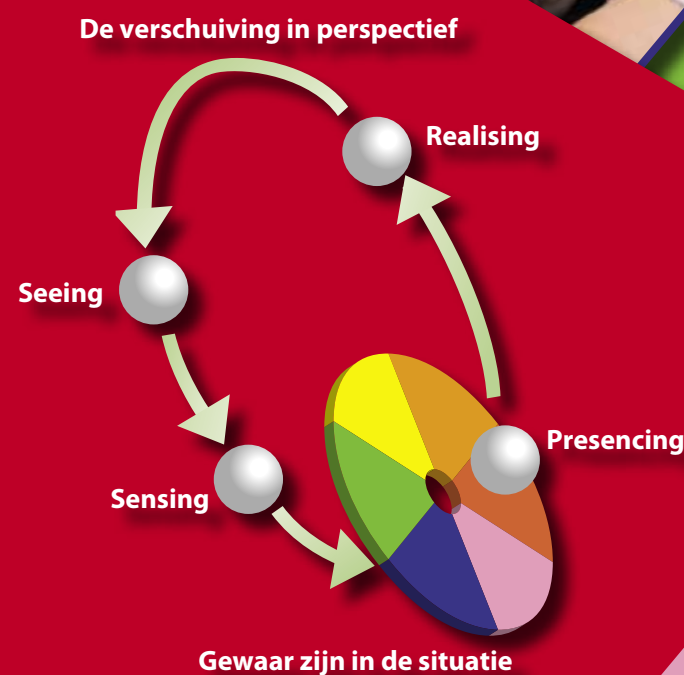 De verschuiving in perspectief
Realising
Seeing
Presencing
Sensing
Gewaar zijn in de situatie